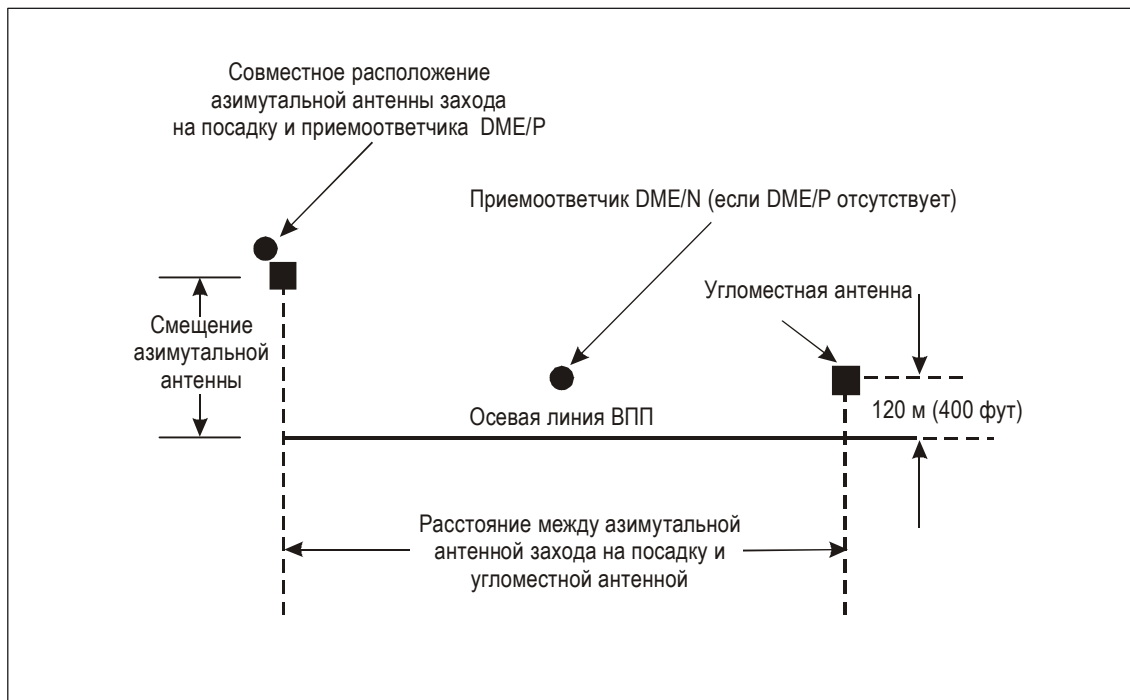 Совместное расположение
азимутальной антенны захода
на посадку и приемоответчика DME/P
Приемоответчик DME/N (если DME/P отсутствует)
Угломестная антенна
Смещение
азимутальной
антенны
120 м (400 фут)
Осевая линия ВПП
Расстояние между азимутальной
антенной захода на посадку и
угломестной антенной